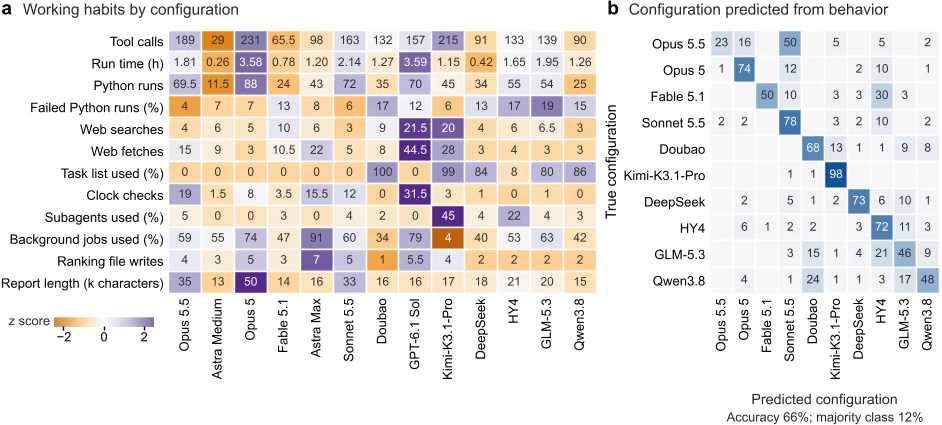 a Working habits by configuration
Tool calls 189 29 231 65.5 98 163 132 157 215 91 133 139 90
Run time (h) 1.81 0.26 3.58 0.78 1.20 2.14 1.27 3.59 1.15 0.42 1.65 1.95 1.26
Python runs 69.5 11.5 88 24 43 72 35 70 45 34 55 54 25
Failed Python runs (%) 4 7 7 13 8 6 17 12 6 13 17 19 15
Web searches 4 6 5 10 6 3 9 21.5 20 4 4 6.5 3
Web fetches 15 9 3 10.5 22 5 8 44.5 28 3 4 3 3
Task list used (%) 0 0 0 0 0 0 100 0 99 84 8 80 86
Clock checks 19 1.5 8 3.5 15.5 12 0 31.5 3 1 0 1 0
Subagents used (%) 5 0 0 3 0 4 2 0 45 4 22 4 3
Background jobs used (%) 59 55 74 47 91 60 34 79 4 40 53 63 42
Ranking file writes 4 3 5 3 7 5 1 5.5 4 2 2 2 2
Report length (k characters) 35 13 50 14 16 33 16 16 17 18 21 20 15
Opus 5.5
Astra Medium
Opus 5
Fable 5.1
Astra Max
Sonnet 5.5
Doubao
GPT-6.1 Sol
Kimi-K3.1-Pro
DeepSeek
HY4
GLM-5.3
Qwen3.8
z score
−2 0 2
b Configuration predicted from behavior
True configuration
Opus 5.5 23 16 50 5 5 2
Opus 5 1 74 12 2 10 1
Fable 5.1 50 10 3 3 30 3
Sonnet 5.5 2 2 78 3 2 10 2
Doubao 68 13 1 1 9 8
Kimi-K3.1-Pro 1 1 98
DeepSeek 2 5 1 2 73 6 10 1
HY4 6 1 2 2 3 72 11 3
GLM-5.3 3 15 1 4 21 46 9
Qwen3.8 4 1 24 1 1 3 17 48
Opus 5.5
Opus 5
Fable 5.1
Sonnet 5.5
Doubao
Kimi-K3.1-Pro
DeepSeek
HY4
GLM-5.3
Qwen3.8
Predicted configuration
Accuracy 66%; majority class 12%